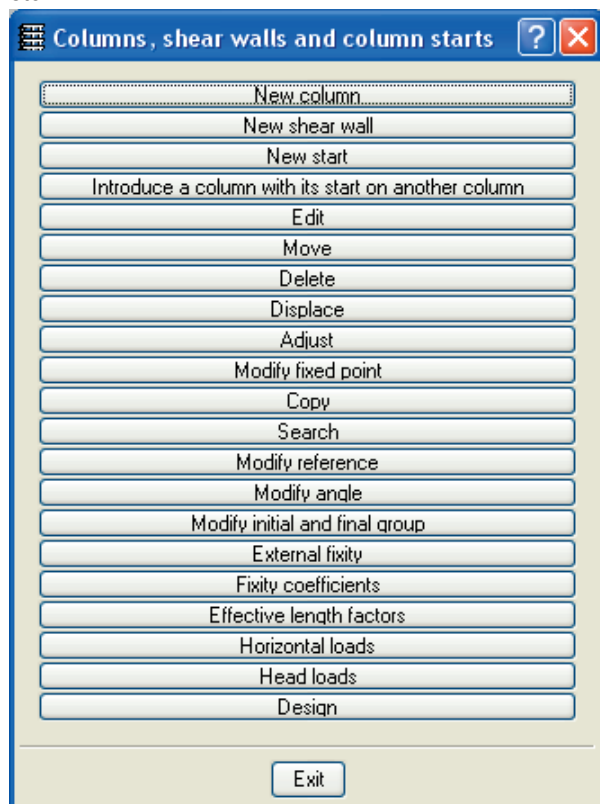 Columns, shear walls and column starts
New column
New shear wall
New start
Introduce a column with its start on another column
Edit
Move
Delete
Displace
Adjust
Modify fixed point
Copy
Search
Modify reference
Modify angle
Modify initial and final group
External fixity
Fixity coefficients
Effective length factors
Horizontal loads
Head loads
Design
Exit